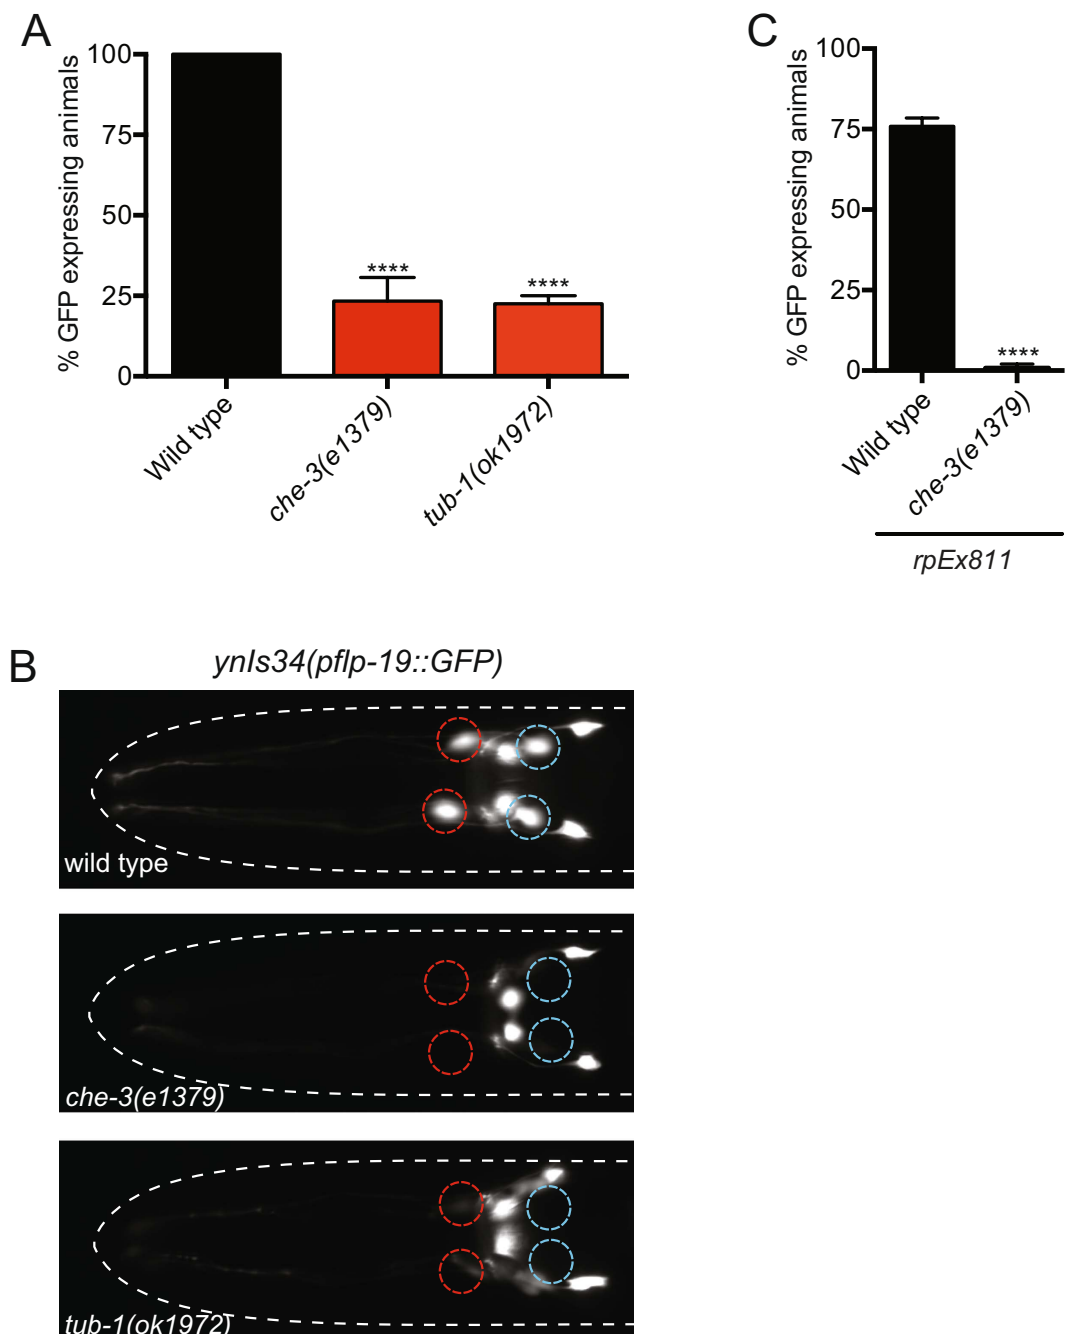 A
% GFP expressing animals
100
75
50
25
0
****
****
Wild type
che-3(e1379)
tub-1(ok1972)
C
% GFP expressing animals
100
75
50
25
0
****
Wild type
che-3(e1379)
rpEx811
B
ynIs34(pflp-19::GFP)
wild type
che-3(e1379)
tub-1(ok1972)